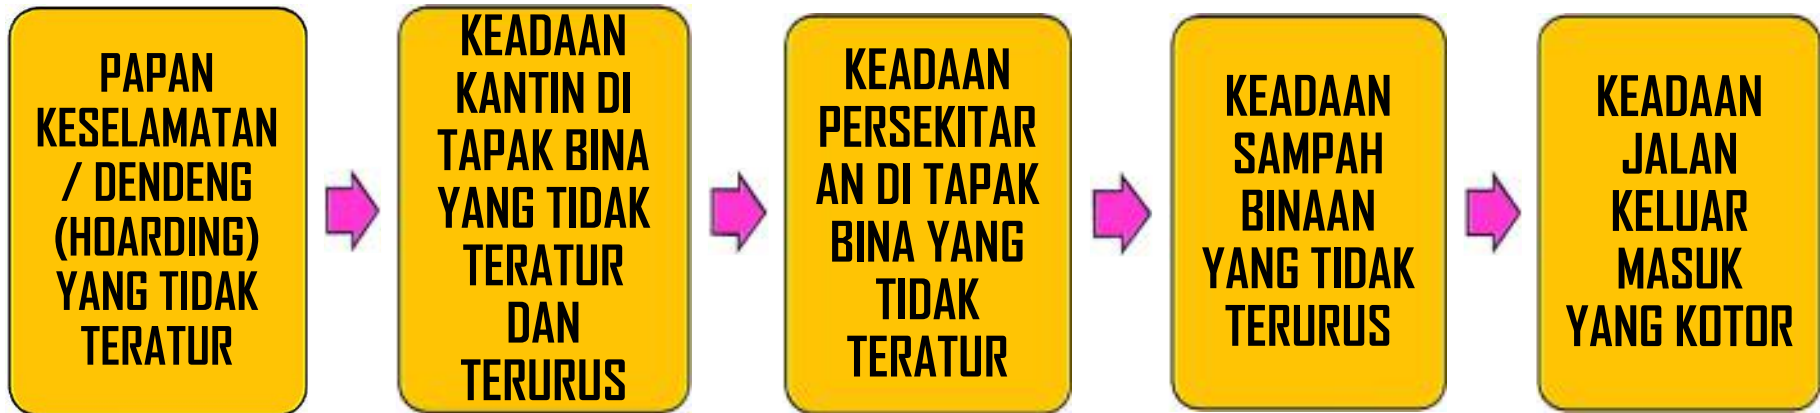 PAPAN
KESELAMATAN
/ DENDENG
(HOARDING)
YANG TIDAK
TERATUR
KEADAAN
KANTIN DI
TAPAK BINA
YANG TIDAK
TERATUR
DAN
TERURUS
KEADAAN
PERSEKITAR
AN DI TAPAK
BINA YANG
TIDAK
TERATUR
KEADAAN
SAMPAH
BINAAN
YANG TIDAK
TERURUS
KEADAAN
JALAN
KELUAR
MASUK
YANG KOTOR